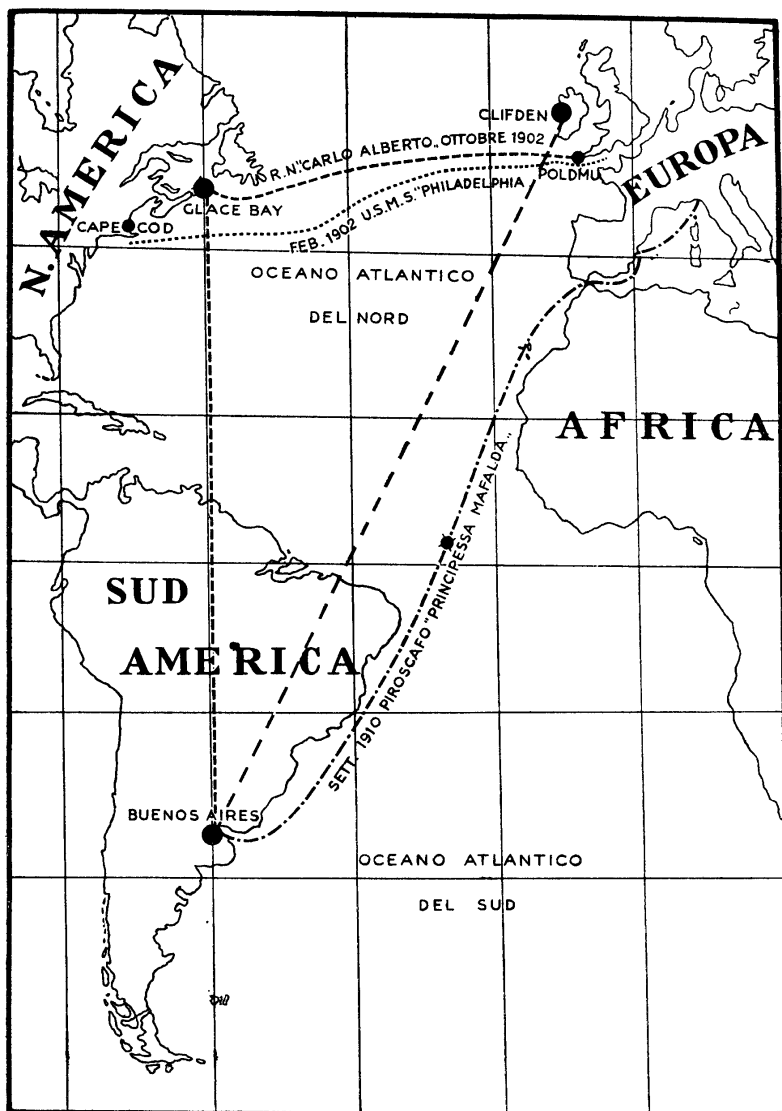 N. AMERICA
CLIFDEN
R.N. "CARLO ALBERTO„ OTTOBRE 1902
POLDMU
EUROPA
GLACE BAY
CAPE COD
FEB. 1902 U.S.M.S." PHILADELPHIA
OCEANO ATLANTICO
DEL NORD
AFRICA
SUD
AMERICA
SETT. 1910 PIROSCAFO "PRINCIPESSA MAFALDA„
BUENOS AIRES
OCEANO ATLANTICO
DEL SUD